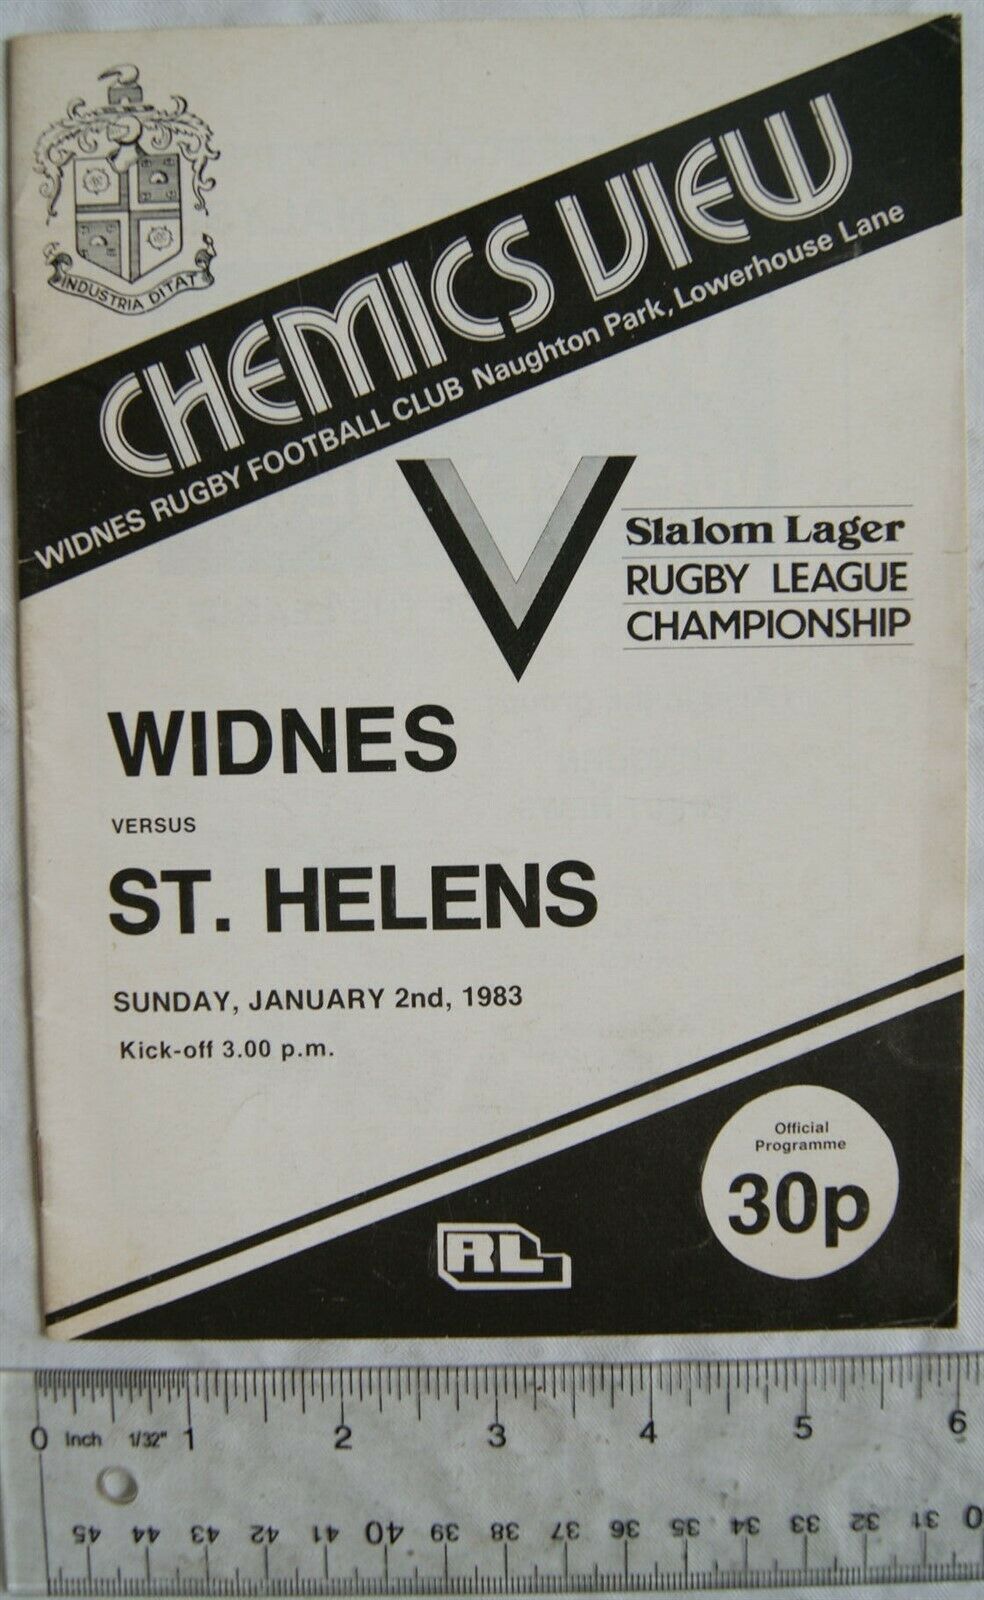 INDUSTRIA DITAT
CHEMICS VIEW
WIDNES RUGBY FOOTBALL CLUB Naughton Park, Lowerhouse Lane
Slalom Lager
RUGBY LEAGUE
CHAMPIONSHIP
WIDNES
VERSUS
ST. HELENS
SUNDAY, JANUARY 2nd, 1983
Kick-off 3.00 p.m.
Official
Programme
30p
RL
0 Inch 1/32" 1 2 3 4 5 6
45 44 43 42 41 40 39 38 37 36 35 34 33 32 31 30